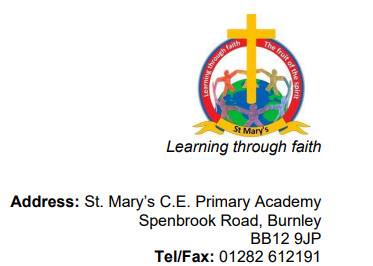 Learning through faith
The fruit of the spirit
St Mary's
Learning through faith
Address: St. Mary’s C.E. Primary Academy
Spenbrook Road, Burnley
BB12 9JP
Tel/Fax: 01282 612191